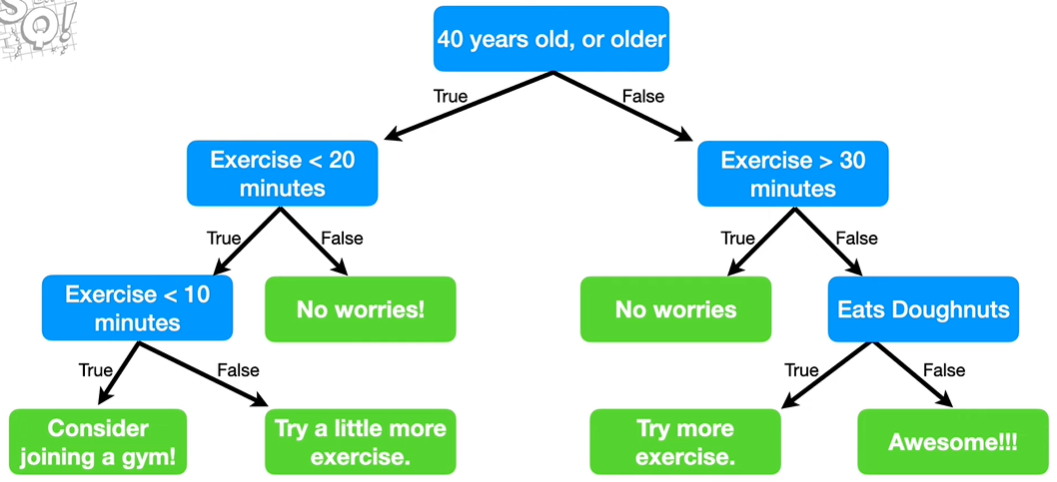 40 years old, or older
True
False
Exercise < 20
minutes
Exercise > 30
minutes
True
False
True
False
Exercise < 10
minutes
No worries!
No worries
Eats Doughnuts
True
False
True
False
Consider
joining a gym!
Try a little more
exercise.
Try more
exercise.
Awesome!!!